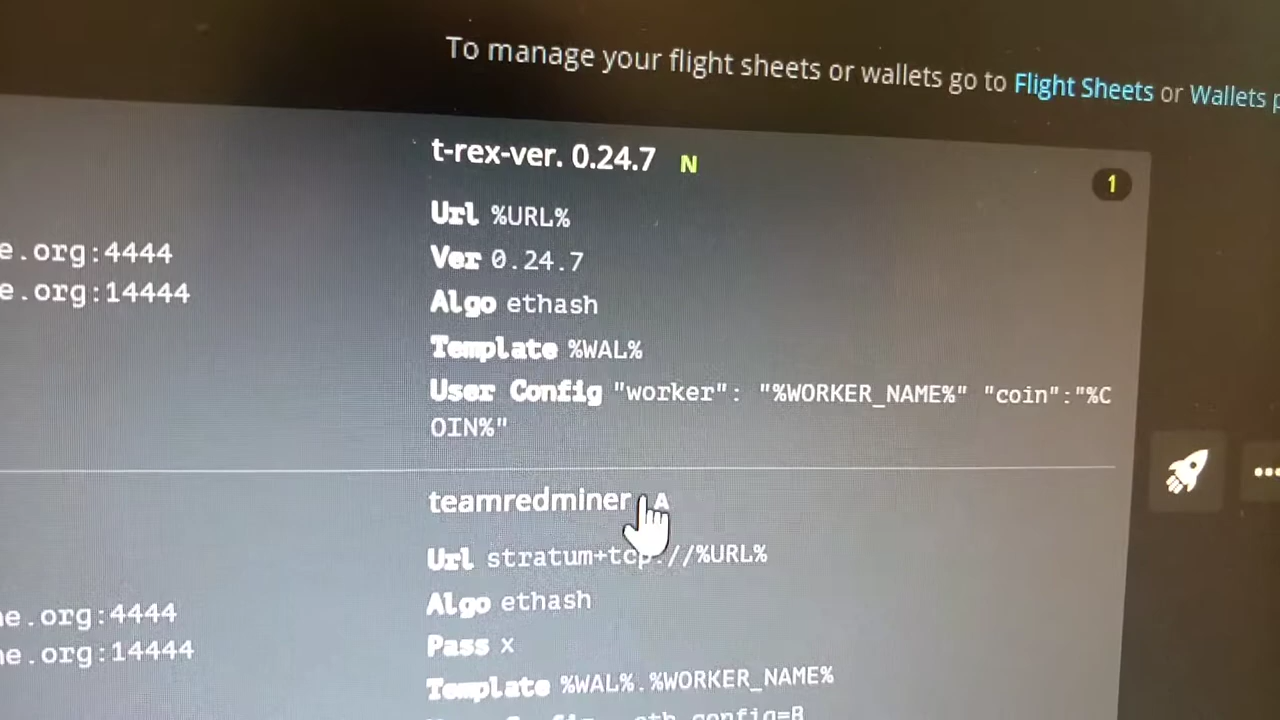 To manage your flight sheets or wallets go to Flight Sheets or Wallets
t-rex-ver. 0.24.7 N
1
Url %URL%
e.org:4444
Ver 0.24.7
e.org:14444
Algo ethash
Template %WAL%
User Config "worker": "%WORKER_NAME%" "coin":"%C
OIN%"
teamredminer A
Url stratum+tcp://%URL%
Algo ethash
ne.org:4444
Pass x
ne.org:14444
Template %WAL%.%WORKER_NAME%
eth_config=B